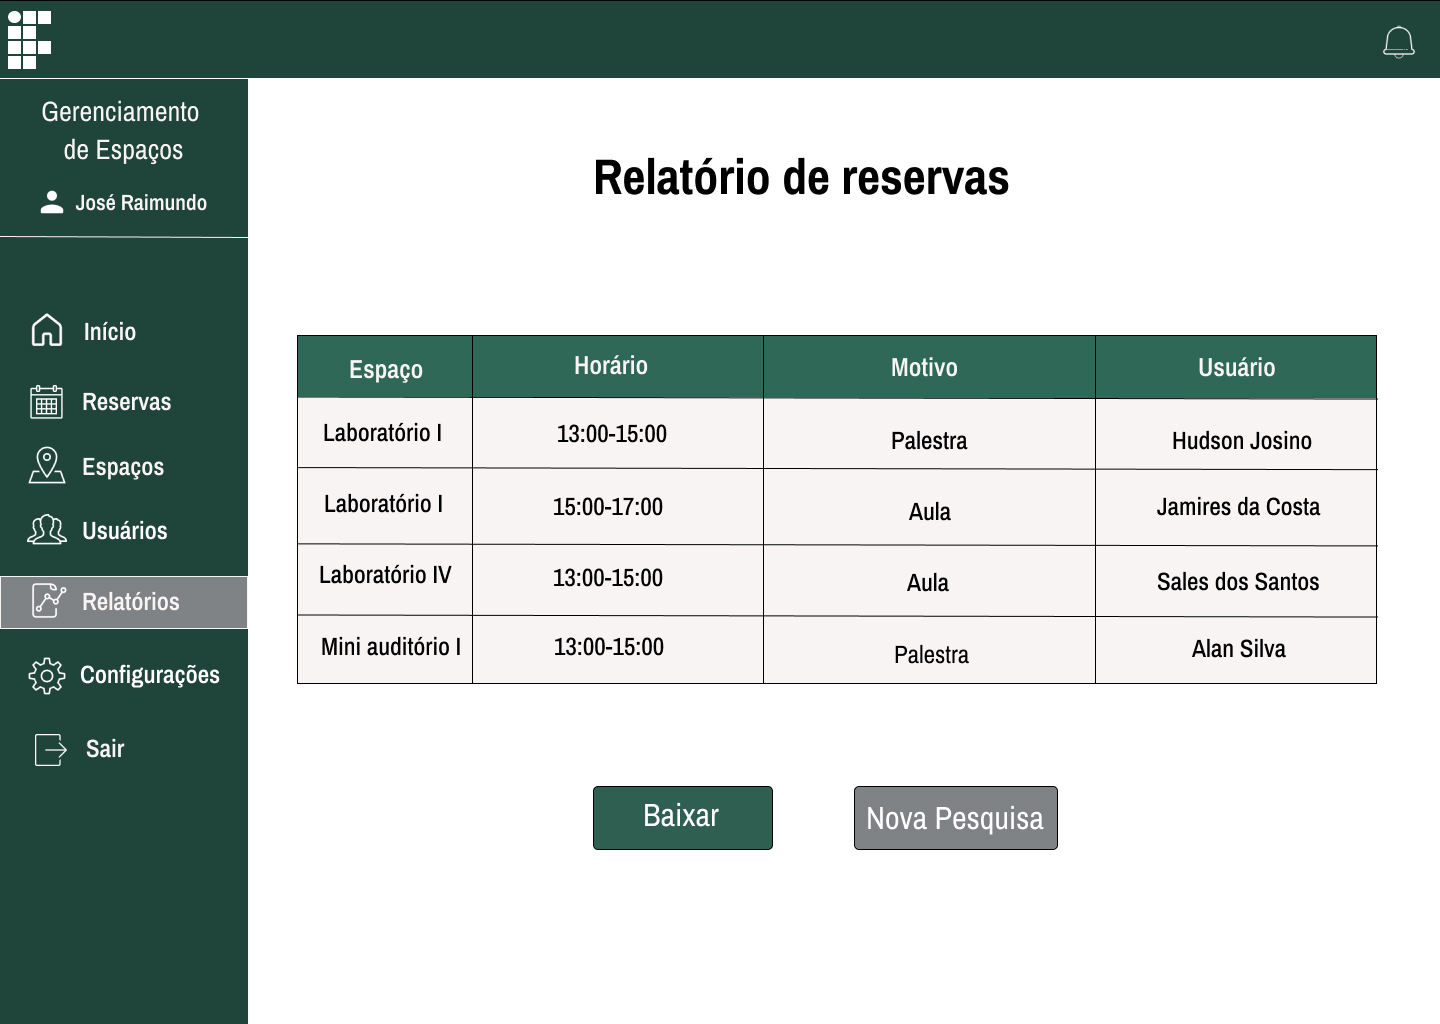 Gerenciamento
de Espaços
José Raimundo
Início
Reservas
Espaços
Usuários
Relatórios
Configurações
Sair
Relatório de reservas
Espaço Horário Motivo Usuário
Laboratório I 13:00-15:00 Palestra Hudson Josino
Laboratório I 15:00-17:00 Aula Jamires da Costa
Laboratório IV 13:00-15:00 Aula Sales dos Santos
Mini auditório I 13:00-15:00 Palestra Alan Silva
Baixar Nova Pesquisa